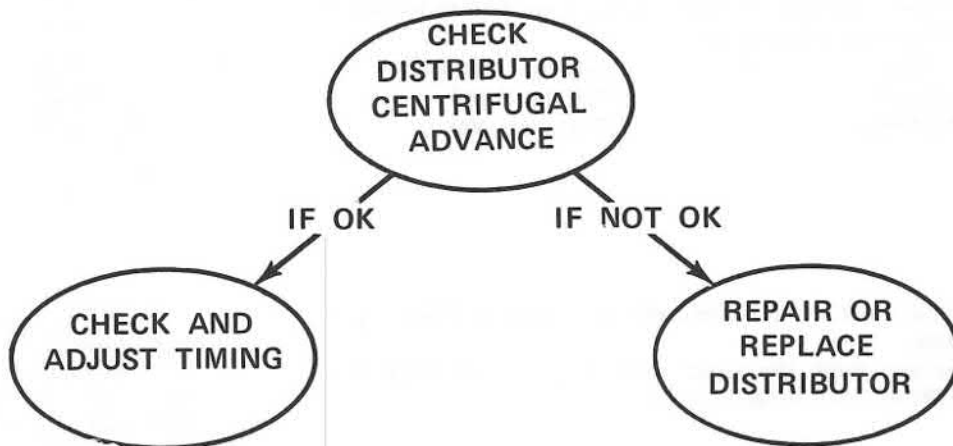 CHECK
DISTRIBUTOR
CENTRIFUGAL
ADVANCE
IF OK
IF NOT OK
CHECK AND
ADJUST TIMING
REPAIR OR
REPLACE
DISTRIBUTOR